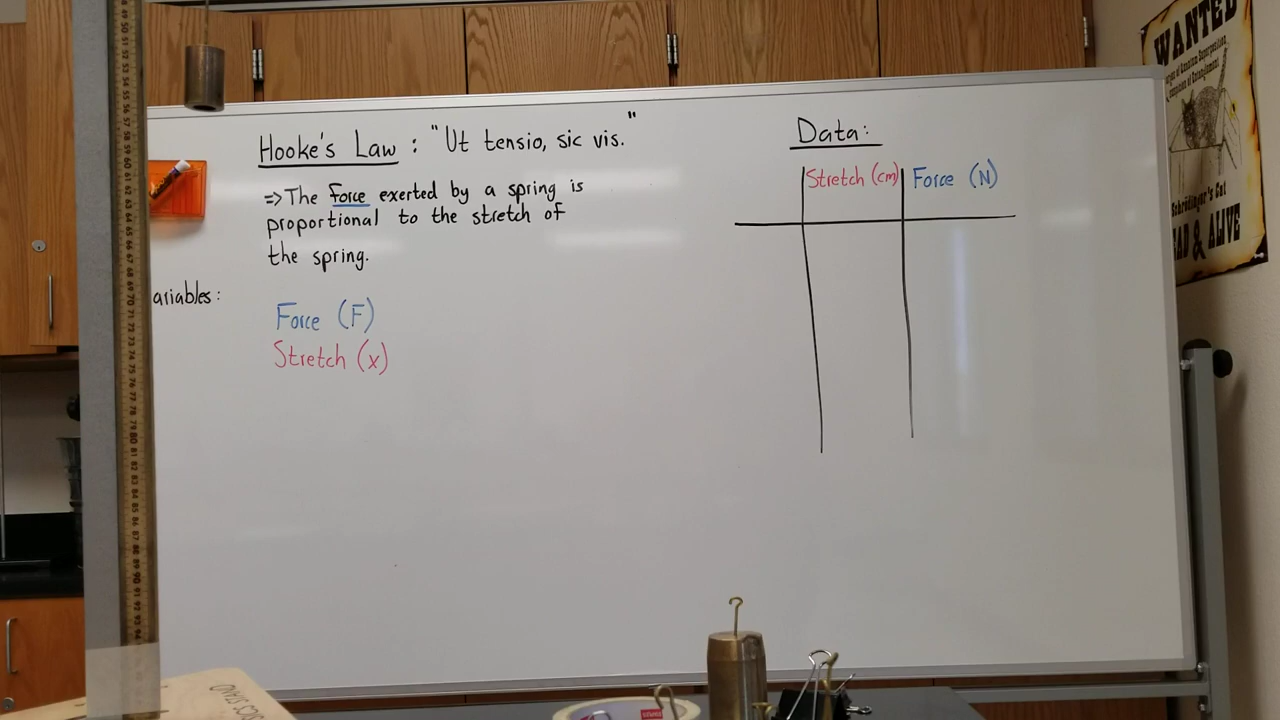 Hooke's Law : "Ut tensio, sic vis."
=> The Force exerted by a spring is
proportional to the stretch of
the spring.
ariables:
Force (F)
Stretch (x)
Data:
Stretch (cm) Force (N)
WANTED
Schrödinger's Cat
EAD & ALIVE